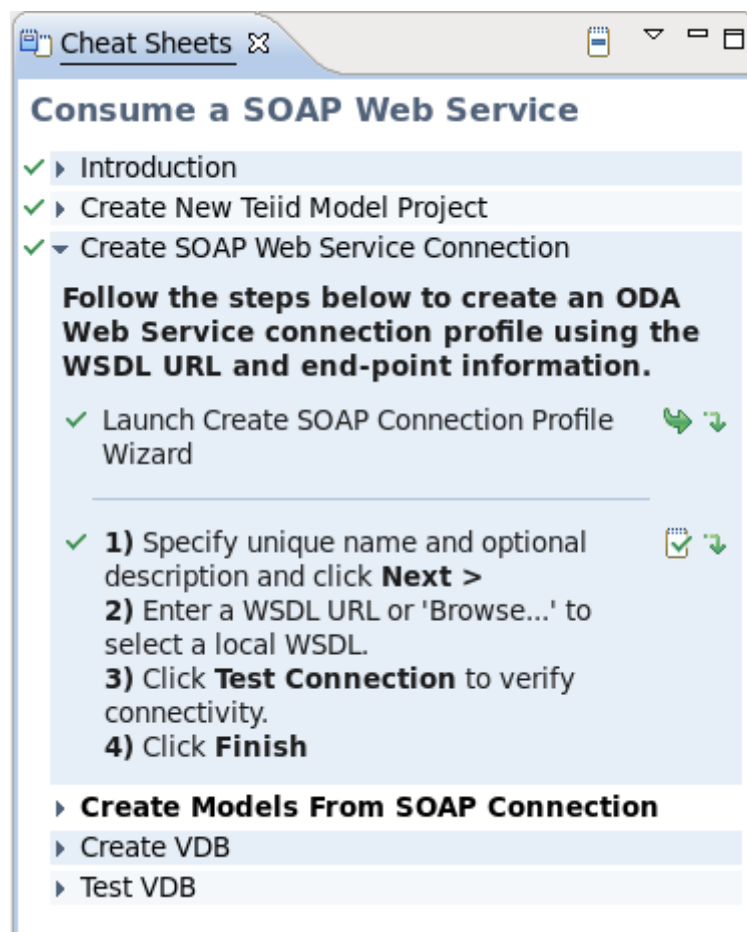 Cheat Sheets
Consume a SOAP Web Service
Introduction
Create New Teiid Model Project
Create SOAP Web Service Connection
Follow the steps below to create an ODA
Web Service connection profile using the
WSDL URL and end-point information.
Launch Create SOAP Connection Profile
Wizard
1) Specify unique name and optional
description and click Next >
2) Enter a WSDL URL or 'Browse...' to
select a local WSDL.
3) Click Test Connection to verify
connectivity.
4) Click Finish
Create Models From SOAP Connection
Create VDB
Test VDB